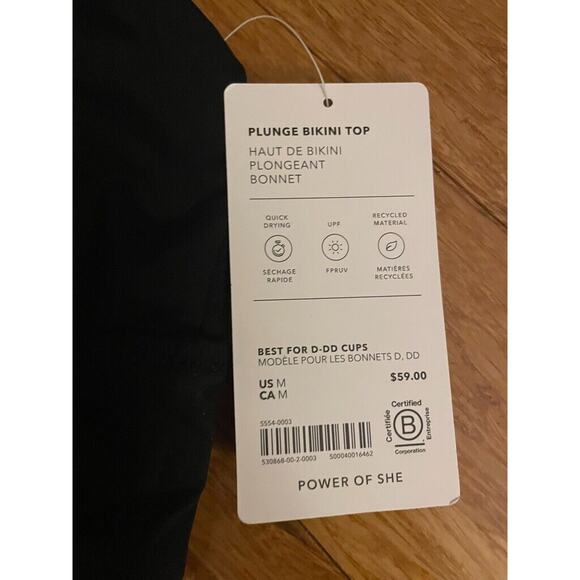 PLUNGE BIKINI TOP
HAUT DE BIKINI
PLONGEANT
BONNET
QUICK
DRYING
UPF
RECYCLED
MATERIAL
SÉCHAGE
RAPIDE
FPRUV
MATIÈRES
RECYCLÉES
BEST FOR D-DD CUPS
MODÈLE POUR LES BONNETS D, DD
US M
CA M
$59.00
5554-0003
530868-00-2-0003 S00040016462
Certified
Certifiée
B
Entreprise
Corporation
POWER OF SHE